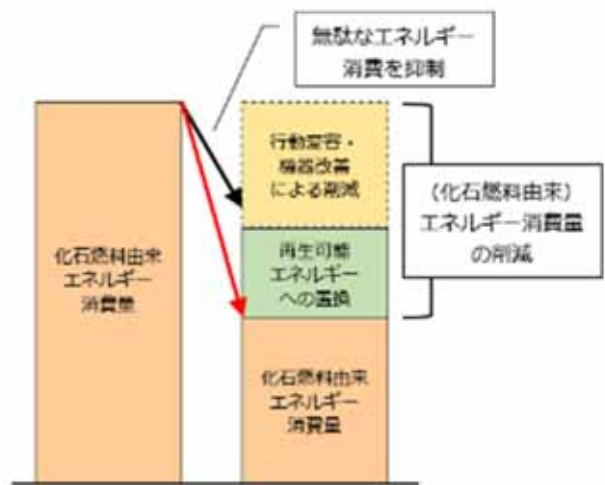 無駄なエネルギー
消費を抑制
行動変容・
機器改善
による削減
(化石燃料由来)
エネルギー消費量
の削減
化石燃料由来
エネルギー
消費量
再生可能
エネルギー
への置換
化石燃料由来
エネルギー
消費量